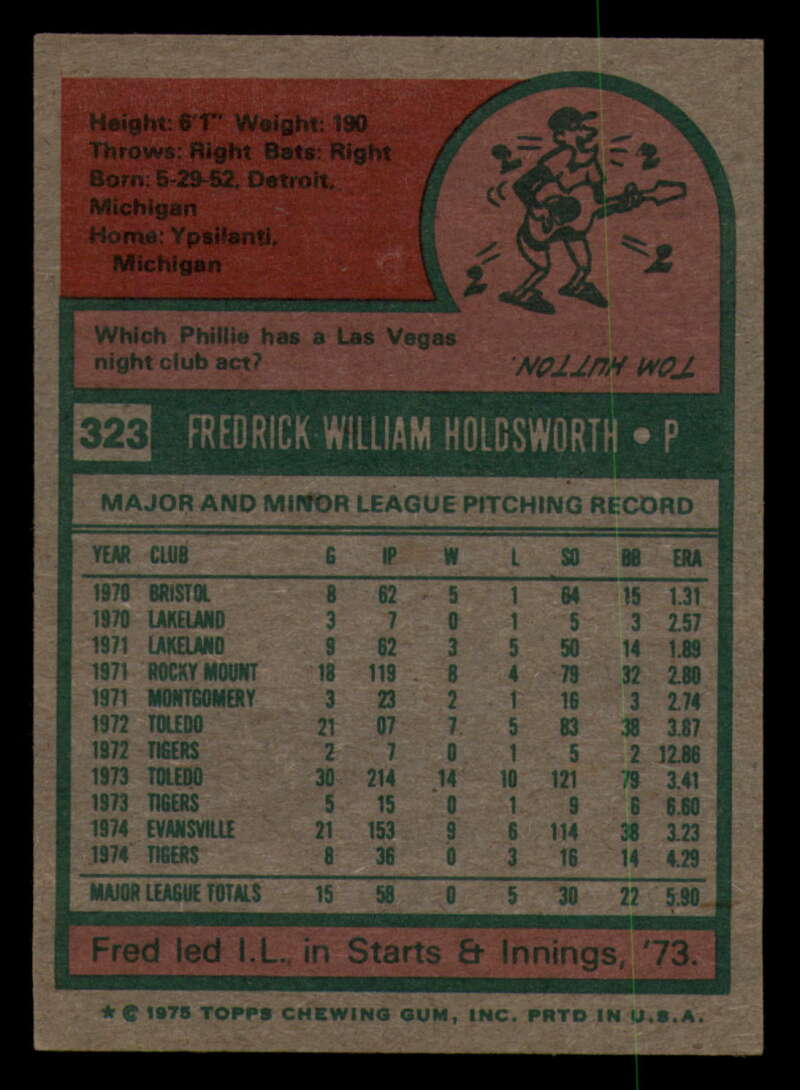 Height: 6'1" Weight: 190
Throws: Right Bats: Right
Born: 5-29-52, Detroit,
Michigan
Home: Ypsilanti,
Michigan
2 2
2 2
Which Phillie has a Las Vegas
night club act?
TOM HUTTON.
323 FREDRICK WILLIAM HOLDSWORTH • P
MAJOR AND MINOR LEAGUE PITCHING RECORD
YEAR CLUB G IP W L SO BB ERA
1970 BRISTOL 8 62 5 1 64 15 1.31
1970 LAKELAND 3 7 0 1 5 3 2.57
1971 LAKELAND 9 62 3 5 50 14 1.89
1971 ROCKY MOUNT 18 119 8 4 79 32 2.80
1971 MONTGOMERY 3 23 2 1 16 3 2.74
1972 TOLEDO 21 07 7 5 83 38 3.87
1972 TIGERS 2 7 0 1 5 2 12.86
1973 TOLEDO 30 214 14 10 121 79 3.41
1973 TIGERS 5 15 0 1 9 6 6.60
1974 EVANSVILLE 21 153 9 6 114 38 3.23
1974 TIGERS 8 36 0 3 16 14 4.29
MAJOR LEAGUE TOTALS 15 58 0 5 30 22 5.90
Fred led I.L. in Starts & Innings, '73.
* © 1975 TOPPS CHEWING GUM, INC. PRTD IN U.S.A.